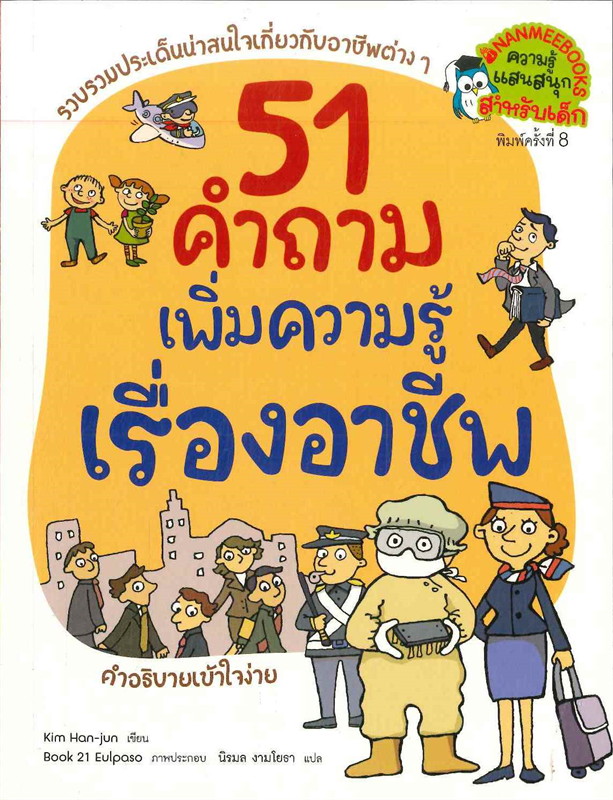 รวบรวมประเด็นน่าสนใจเกี่ยวกับอาชีพต่าง ๆ
NANMEEBOOKS
ความรู้
แสนสนุก
สำหรับเด็ก
พิมพ์ครั้งที่ 8
51
คำถาม
เพิ่มความรู้
เรื่องอาชีพ
คำอธิบายเข้าใจง่าย
Kim Han-jun เขียน
Book 21 Eulpaso ภาพประกอบ นิรมล งามโยธา แปล